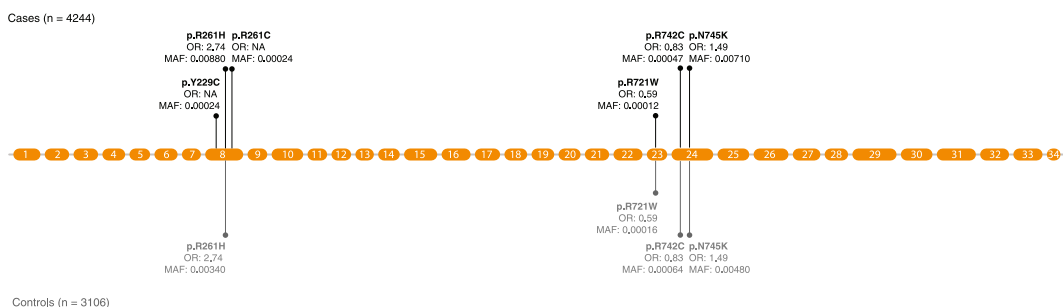 Cases (n = 4244)
p.R261H
OR: 2.74
MAF: 0.00880
p.R261C
OR: NA
MAF: 0.00024
p.Y229C
OR: NA
MAF: 0.00024
p.R742C
OR: 0.83
MAF: 0.00047
p.N745K
OR: 1.49
MAF: 0.00710
p.R721W
OR: 0.59
MAF: 0.00012
1 2 3 4 5 6 7 8 9 10 11 12 13 14 15 16 17 18 19 20 21 22 23 24 25 26 27 28 29 30 31 32 33 34
p.R261H
OR: 2.74
MAF: 0.00340
p.R721W
OR: 0.59
MAF: 0.00016
p.R742C
OR: 0.83
MAF: 0.00064
p.N745K
OR: 1.49
MAF: 0.00480
Controls (n = 3106)